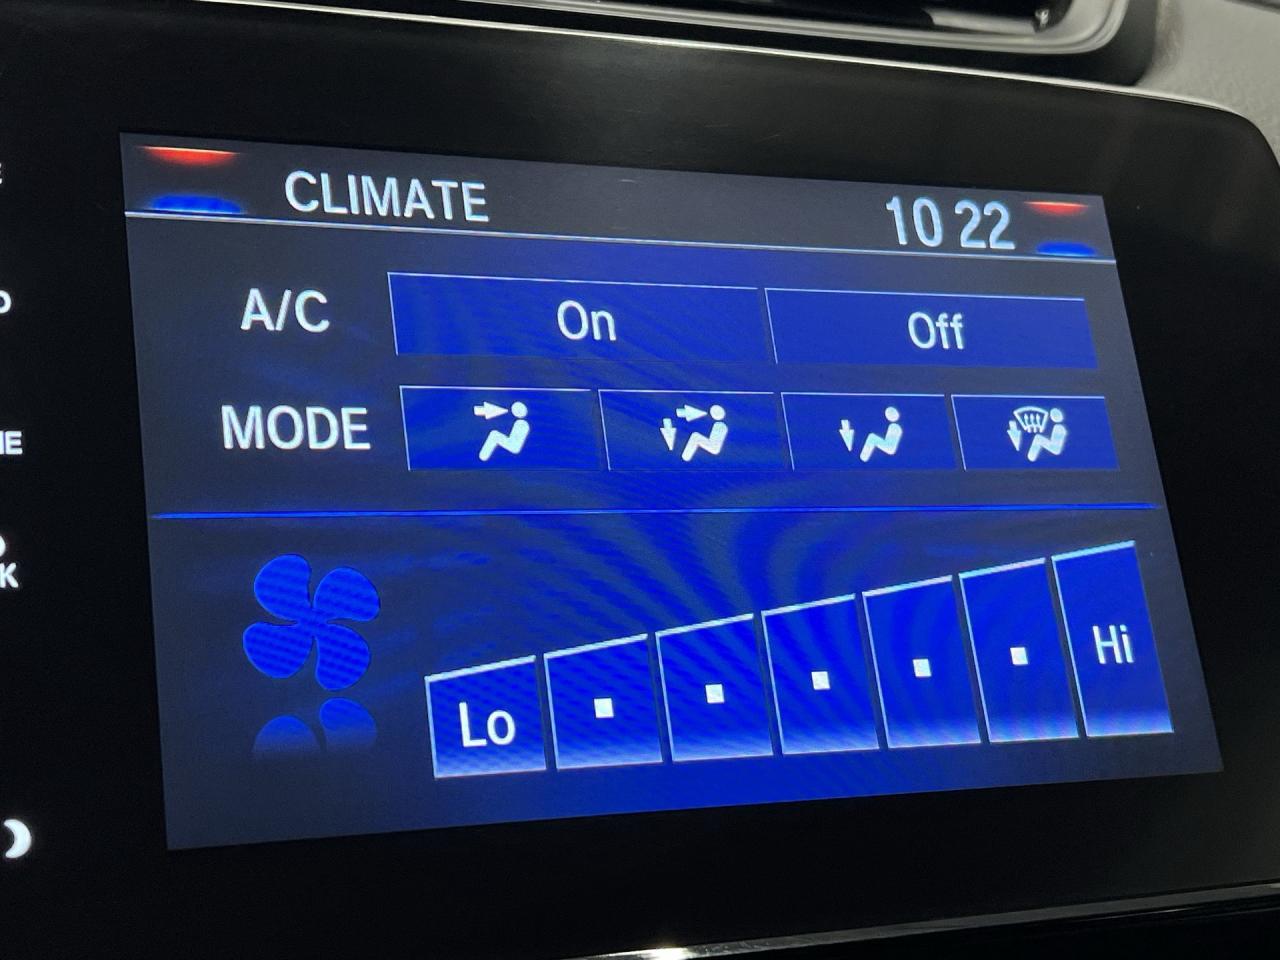 CLIMATE 10 22
A/C On Off
MODE
Lo Hi